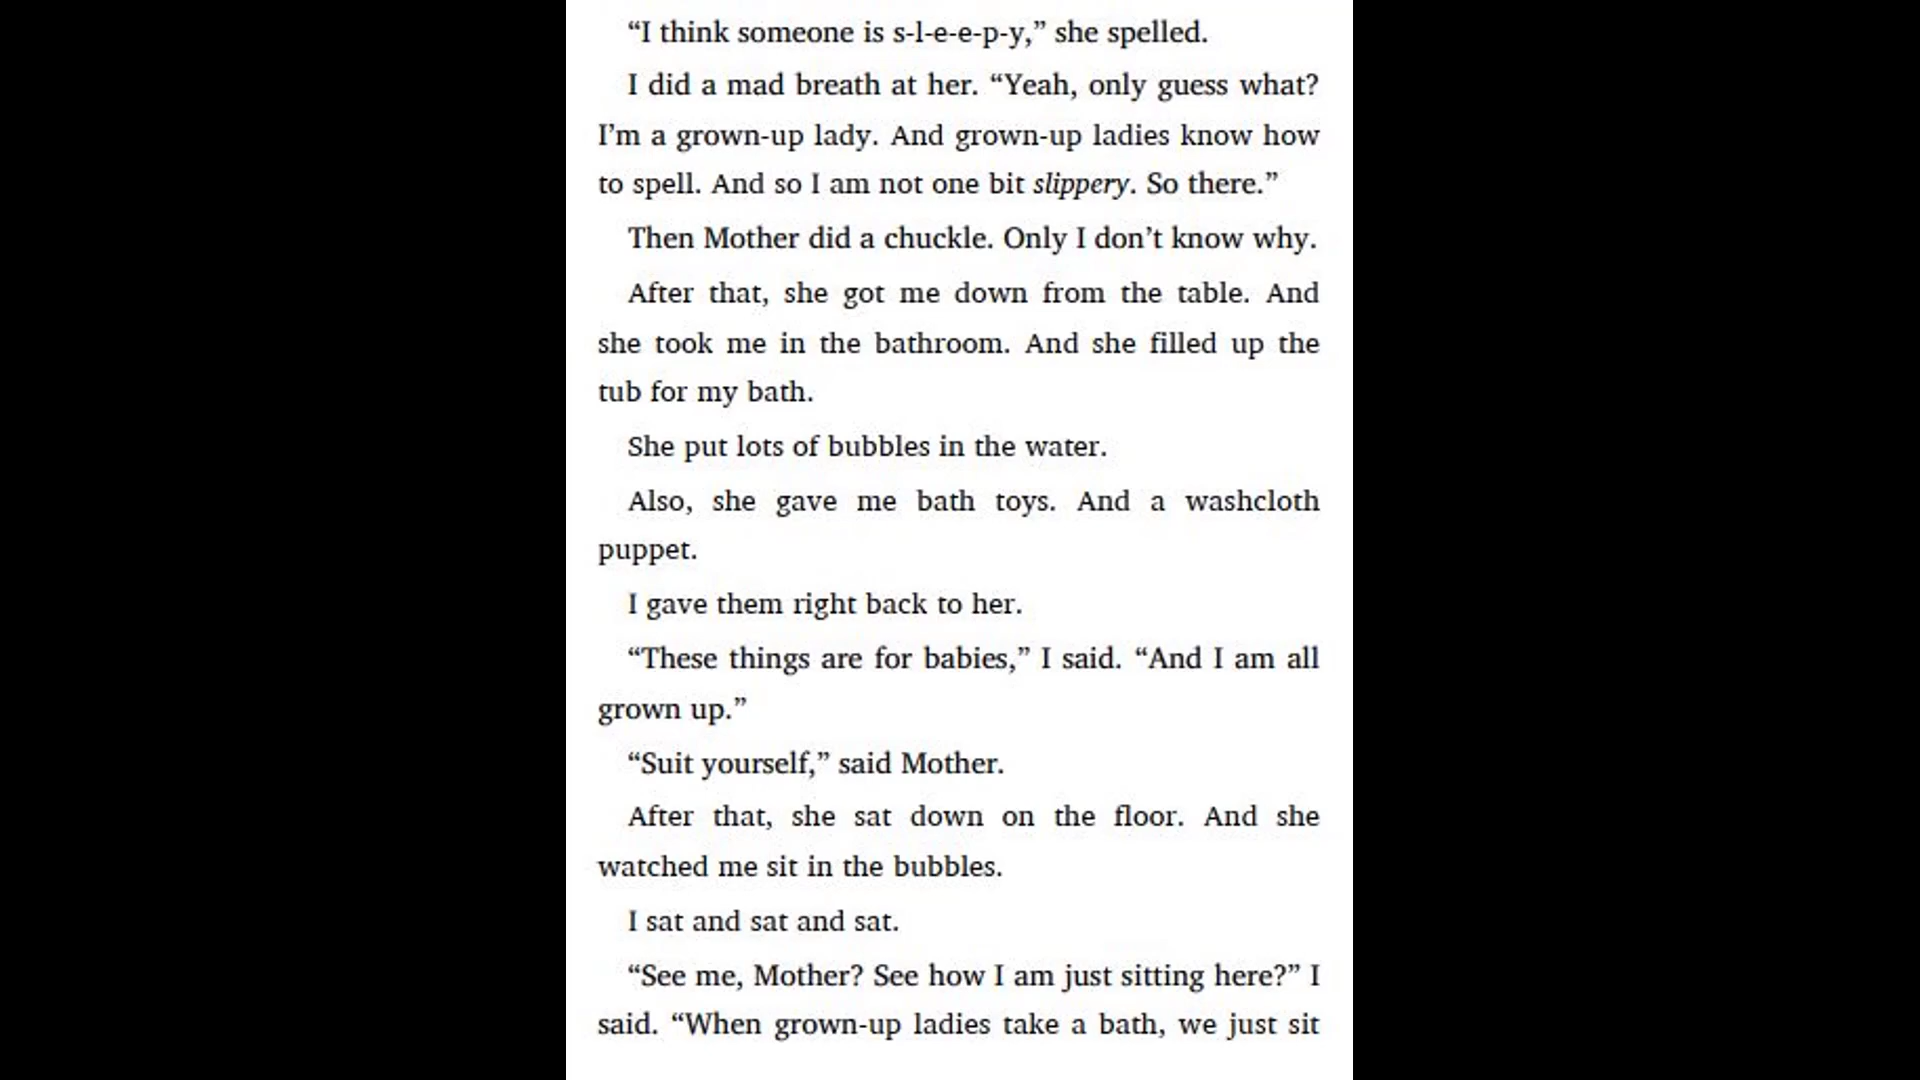 “I think someone is s-l-e-e-p-y,” she spelled.
I did a mad breath at her. “Yeah, only guess what?
I’m a grown-up lady. And grown-up ladies know how
to spell. And so I am not one bit slippery. So there.”
Then Mother did a chuckle. Only I don’t know why.
After that, she got me down from the table. And
she took me in the bathroom. And she filled up the
tub for my bath.
She put lots of bubbles in the water.
Also, she gave me bath toys. And a washcloth
puppet.
I gave them right back to her.
“These things are for babies,” I said. “And I am all
grown up.”
“Suit yourself,” said Mother.
After that, she sat down on the floor. And she
watched me sit in the bubbles.
I sat and sat and sat.
“See me, Mother? See how I am just sitting here?” I
said. “When grown-up ladies take a bath, we just sit